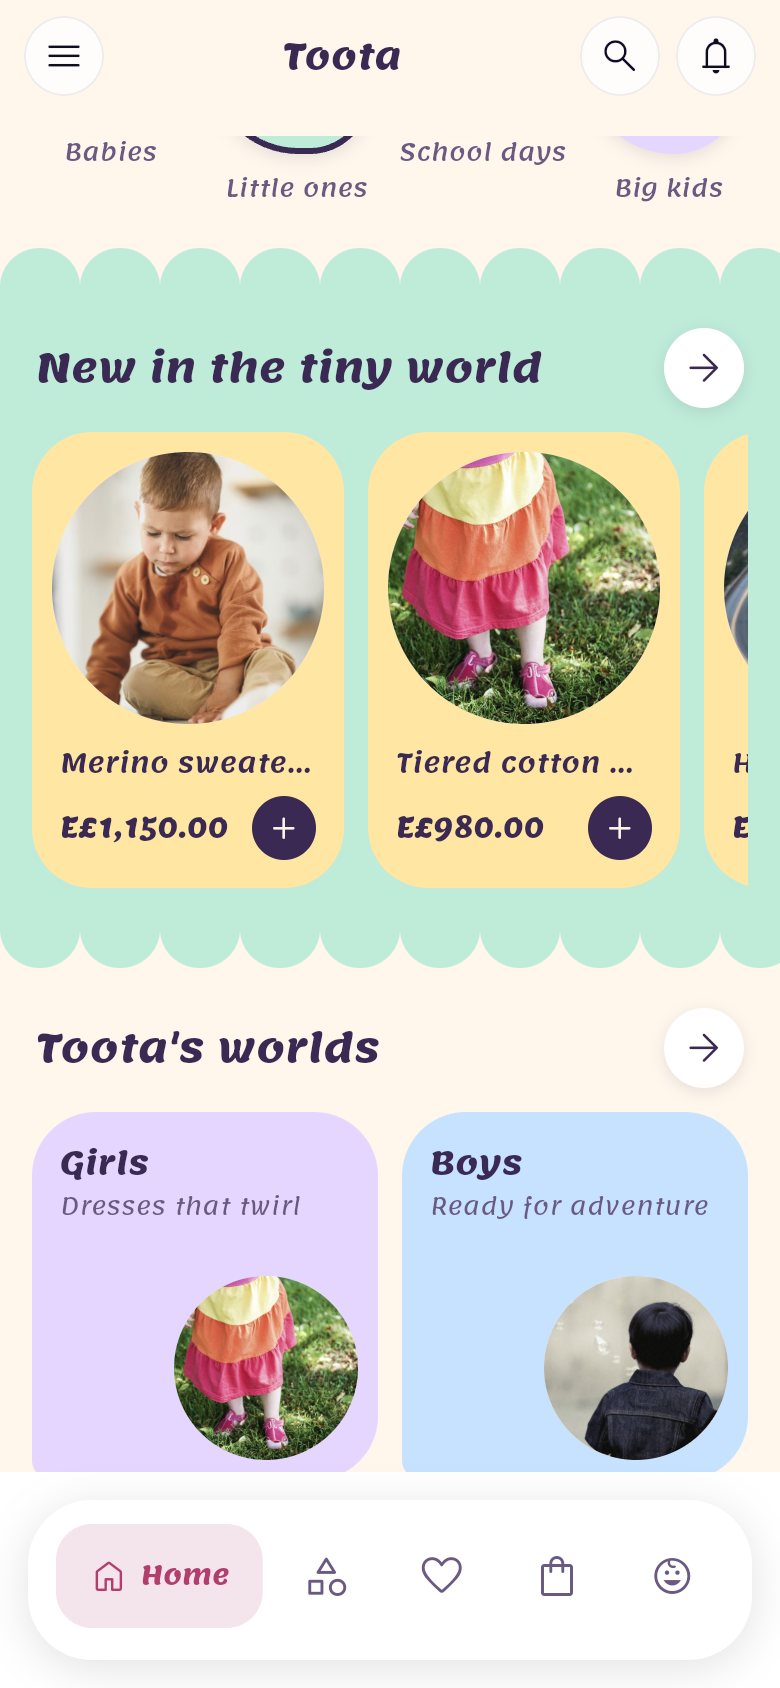 Toota
Babies
School days
Little ones
Big kids
New in the tiny world
Merino sweate...
Tiered cotton ...
E£1,150.00
E£980.00
Toota's worlds
Girls
Boys
Dresses that twirl
Ready for adventure
Home